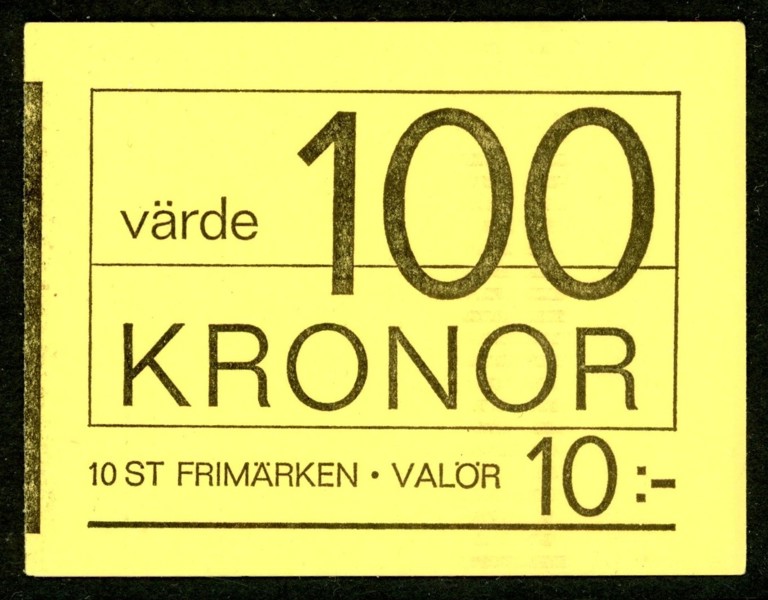 värde 100
KRONOR
10 ST FRIMÄRKEN • VALÖR 10:-